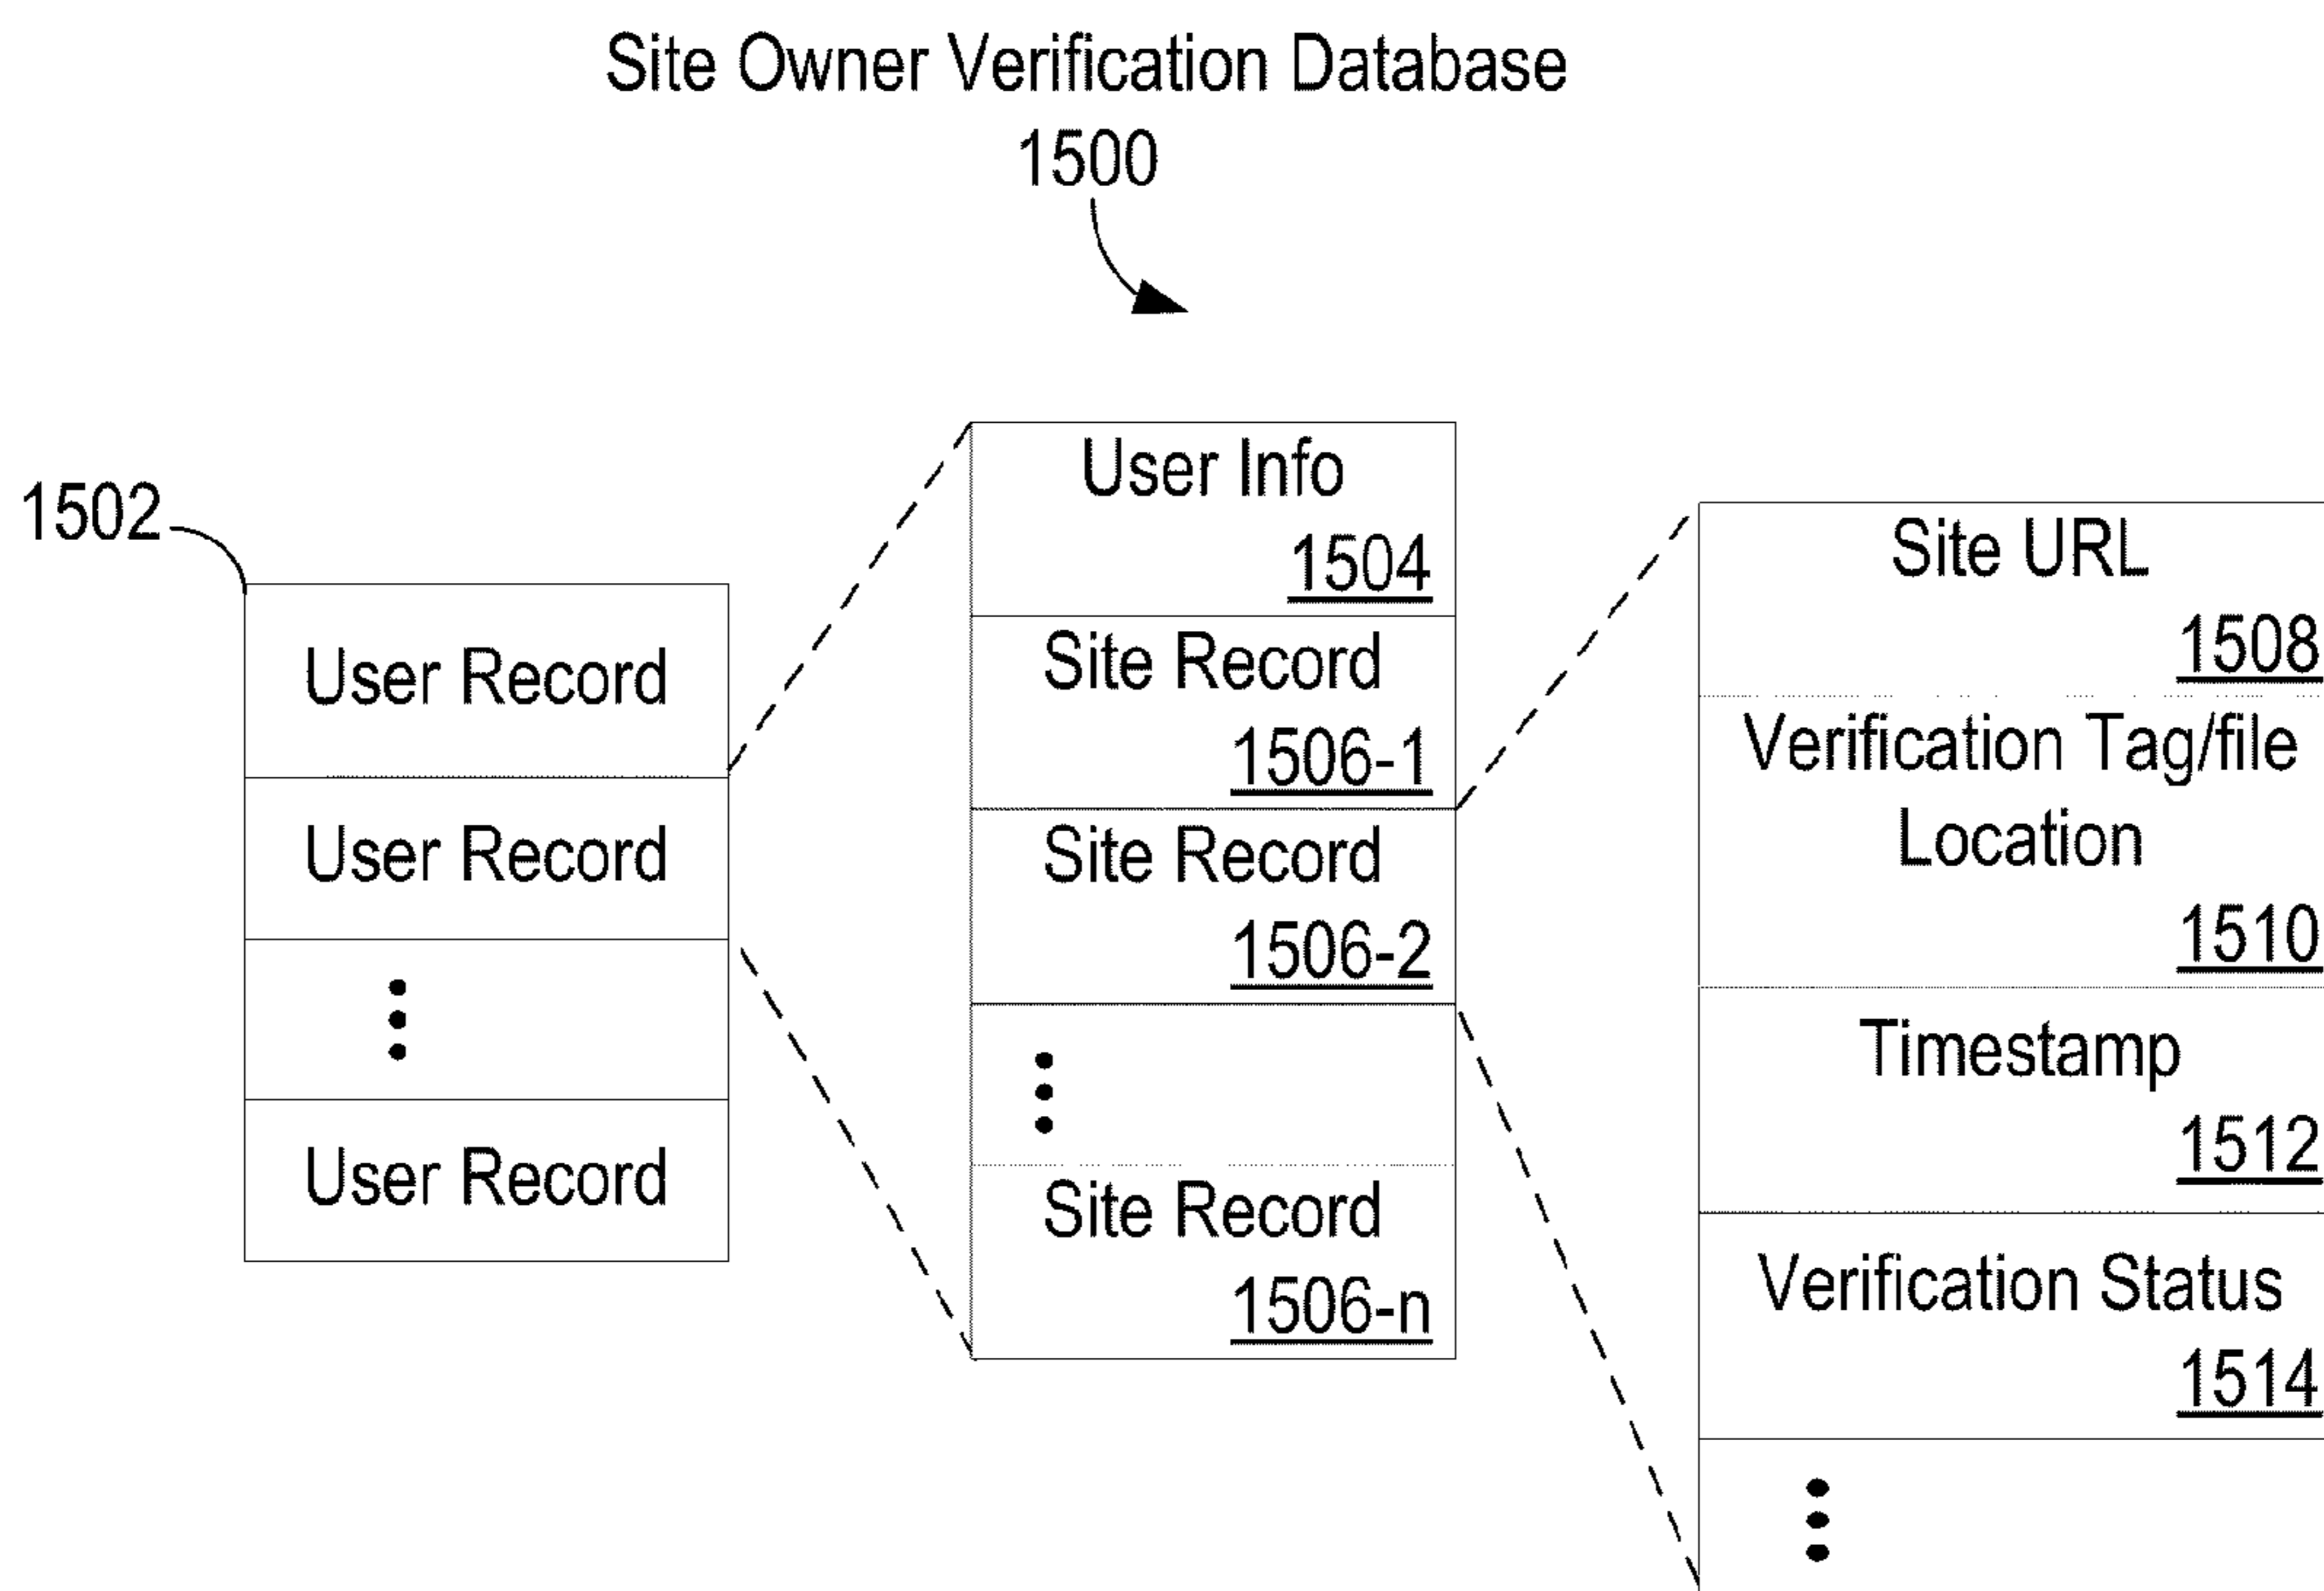 Site Owner Verification Database
1500
1502
User Record
User Record
User Record
User Info
1504
Site Record
1506-1
Site Record
1506-2
Site Record
1506-n
Site URL
1508
Verification Tag/file
Location
1510
Timestamp
1512
Verification Status
1514